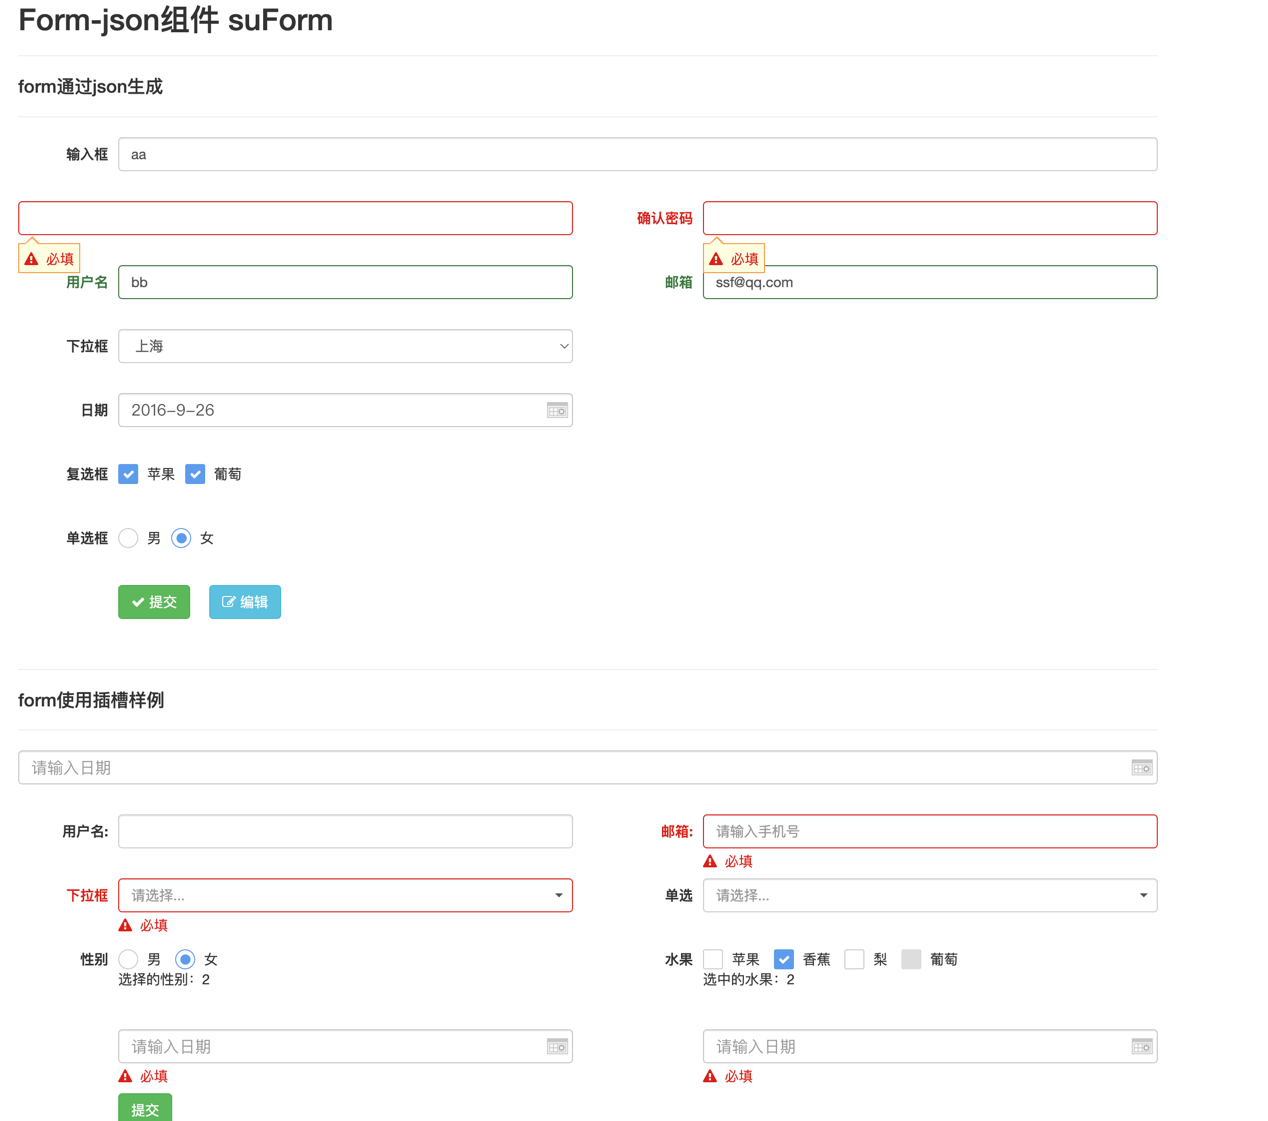 Form-json组件 suForm
form通过json生成
输入框 aa
确认密码
必填 必填
用户名 bb 邮箱 ssf@qq.com
下拉框 上海
日期 2016-9-26
复选框 苹果 葡萄
单选框 男 女
提交 编辑
form使用插槽样例
请输入日期
用户名: 邮箱: 请输入手机号
必填
下拉框 请选择... 单选 请选择...
必填
性别 男 女 水果 苹果 香蕉 梨 葡萄
选择的性别：2 选中的水果：2
请输入日期 请输入日期
必填 必填
提交